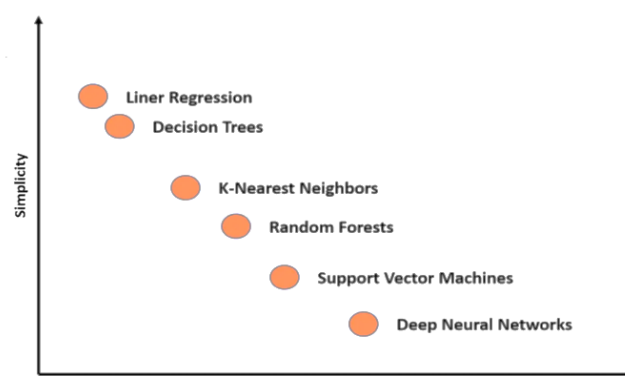 Liner Regression
Decision Trees
Simplicity
K-Nearest Neighbors
Random Forests
Support Vector Machines
Deep Neural Networks